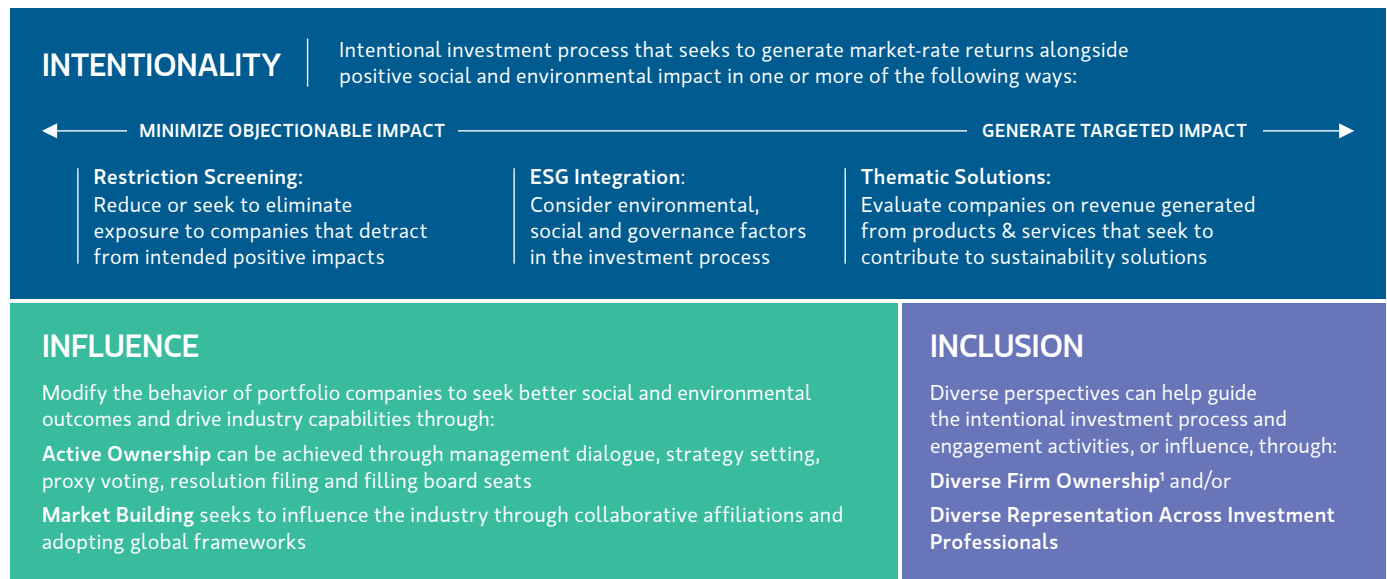 INTENTIONALITY
Intentional investment process that seeks to generate market-rate returns alongside
positive social and environmental impact in one or more of the following ways:
MINIMIZE OBJECTIONABLE IMPACT
GENERATE TARGETED IMPACT
Restriction Screening:
Reduce or seek to eliminate
exposure to companies that detract
from intended positive impacts
ESG Integration:
Consider environmental,
social and governance factors
in the investment process
Thematic Solutions:
Evaluate companies on revenue generated
from products & services that seek to
contribute to sustainability solutions
INFLUENCE
Modify the behavior of portfolio companies to seek better social and environmental
outcomes and drive industry capabilities through:
Active Ownership can be achieved through management dialogue, strategy setting,
proxy voting, resolution filing and filling board seats
Market Building seeks to influence the industry through collaborative affiliations and
adopting global frameworks
INCLUSION
Diverse perspectives can help guide
the intentional investment process and
engagement activities, or influence, through:
Diverse Firm Ownership¹ and/or
Diverse Representation Across Investment
Professionals